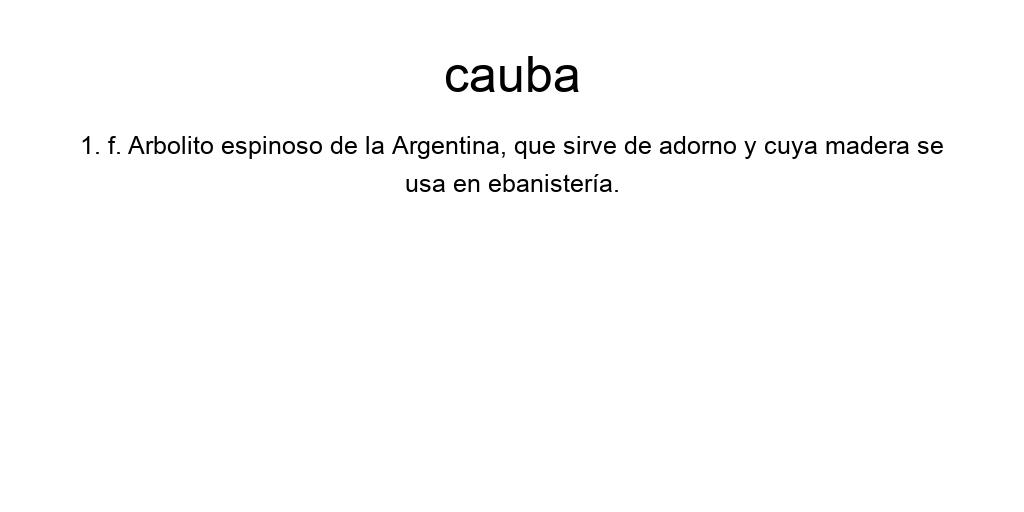 cauba
1. f. Arbolito espinoso de la Argentina, que sirve de adorno y cuya madera se
usa en ebanistería.